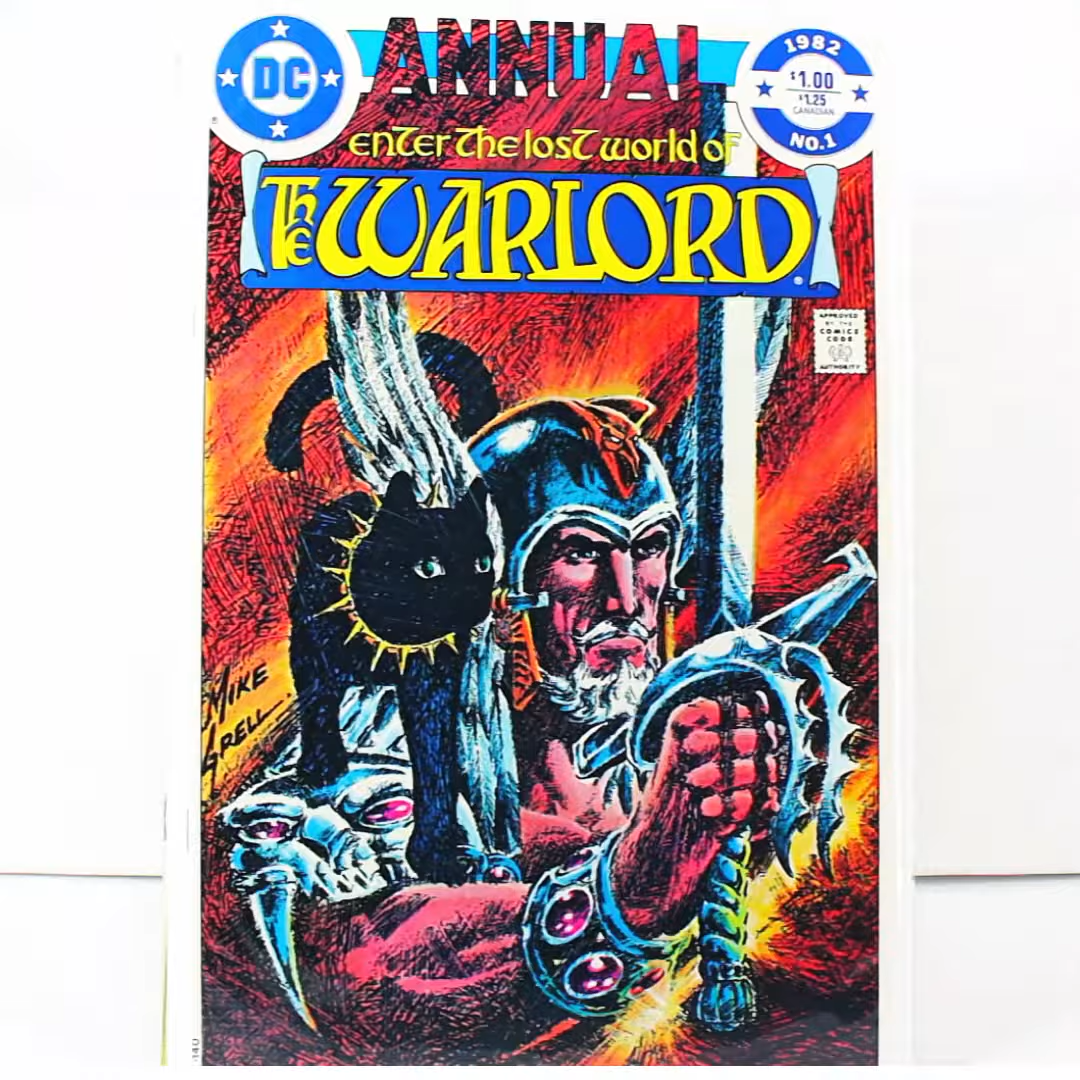 DC
ANNUAL
1982
$1.00
$1.25
CANADIAN
NO.1
enter the lost world of
THE WARLORD®
APPROVED
BY THE
COMICS
CODE
AUTHORITY
MIKE
GRELL